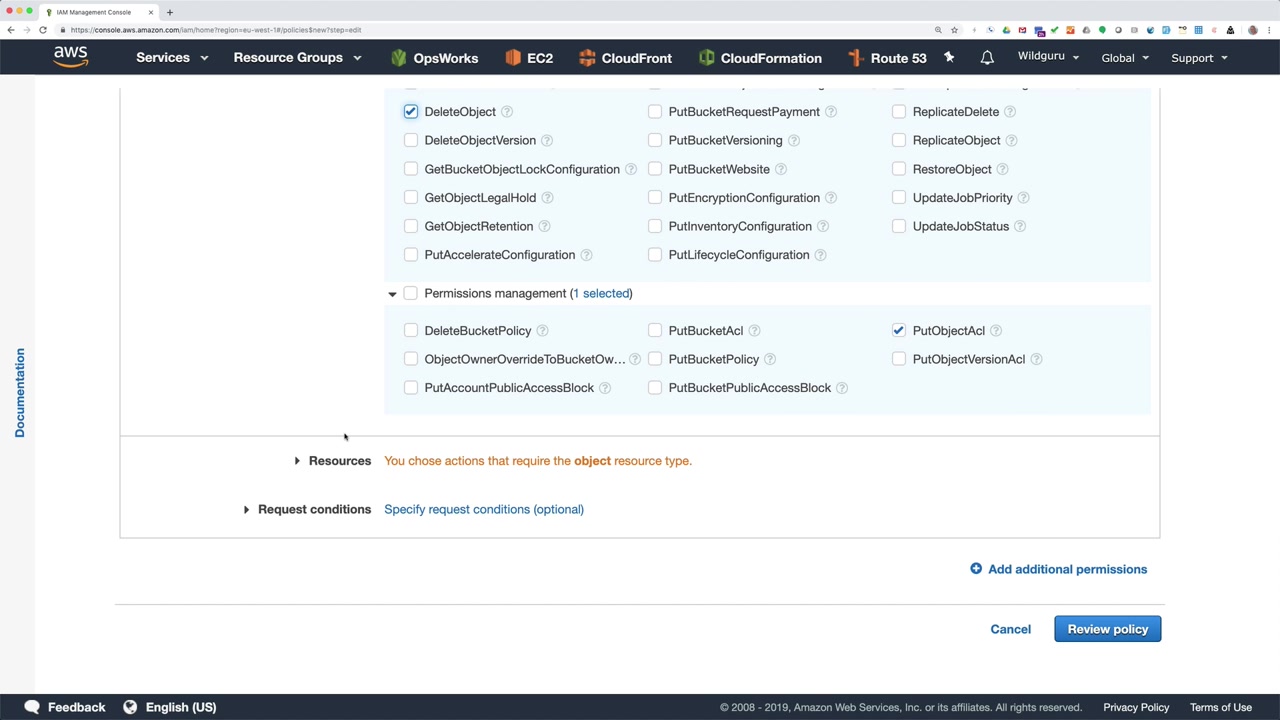 IAM Management Console
https://console.aws.amazon.com/iam/home?region=eu-west-1#/policies$new?step=edit
aws Services Resource Groups OpsWorks EC2 CloudFront CloudFormation Route 53 Wildguru Global Support
DeleteObject PutBucketRequestPayment ReplicateDelete
DeleteObjectVersion PutBucketVersioning ReplicateObject
GetBucketObjectLockConfiguration PutBucketWebsite RestoreObject
GetObjectLegalHold PutEncryptionConfiguration UpdateJobPriority
GetObjectRetention PutInventoryConfiguration UpdateJobStatus
PutAccelerateConfiguration PutLifecycleConfiguration
Permissions management (1 selected)
DeleteBucketPolicy PutBucketAcl PutObjectAcl
ObjectOwnerOverrideToBucketOw... PutBucketPolicy PutObjectVersionAcl
PutAccountPublicAccessBlock PutBucketPublicAccessBlock
Documentation
Resources You chose actions that require the object resource type.
Request conditions Specify request conditions (optional)
Add additional permissions
Cancel Review policy
Feedback English (US) © 2008 - 2019, Amazon Web Services, Inc. or its affiliates. All rights reserved. Privacy Policy Terms of Use